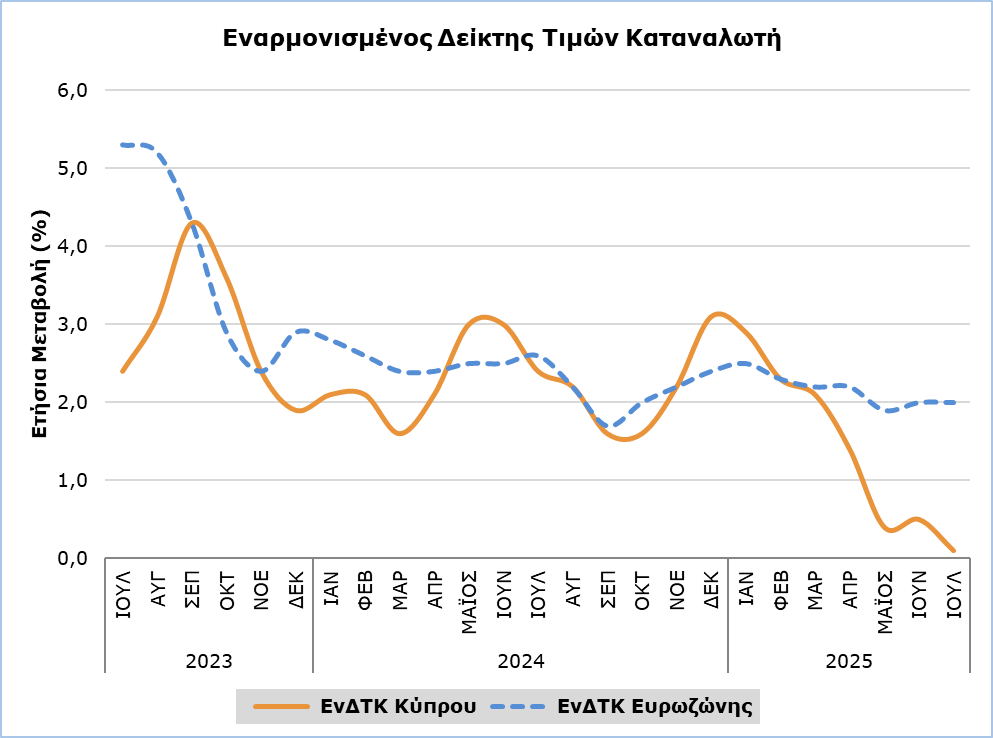 Εναρμονισμένος Δείκτης Τιμών Καταναλωτή
Ετήσια Μεταβολή (%)
6,0
5,0
4,0
3,0
2,0
1,0
0,0
ΙΟΥΛ ΑΥΓ ΣΕΠ ΟΚΤ ΝΟΕ ΔΕΚ ΙΑΝ ΦΕΒ ΜΑΡ ΑΠΡ ΜΑΪΟΣ ΙΟΥΝ ΙΟΥΛ ΑΥΓ ΣΕΠ ΟΚΤ ΝΟΕ ΔΕΚ ΙΑΝ ΦΕΒ ΜΑΡ ΑΠΡ ΜΑΪΟΣ ΙΟΥΝ ΙΟΥΛ
2023 2024 2025
ΕνΔΤΚ Κύπρου ΕνΔΤΚ Ευρωζώνης